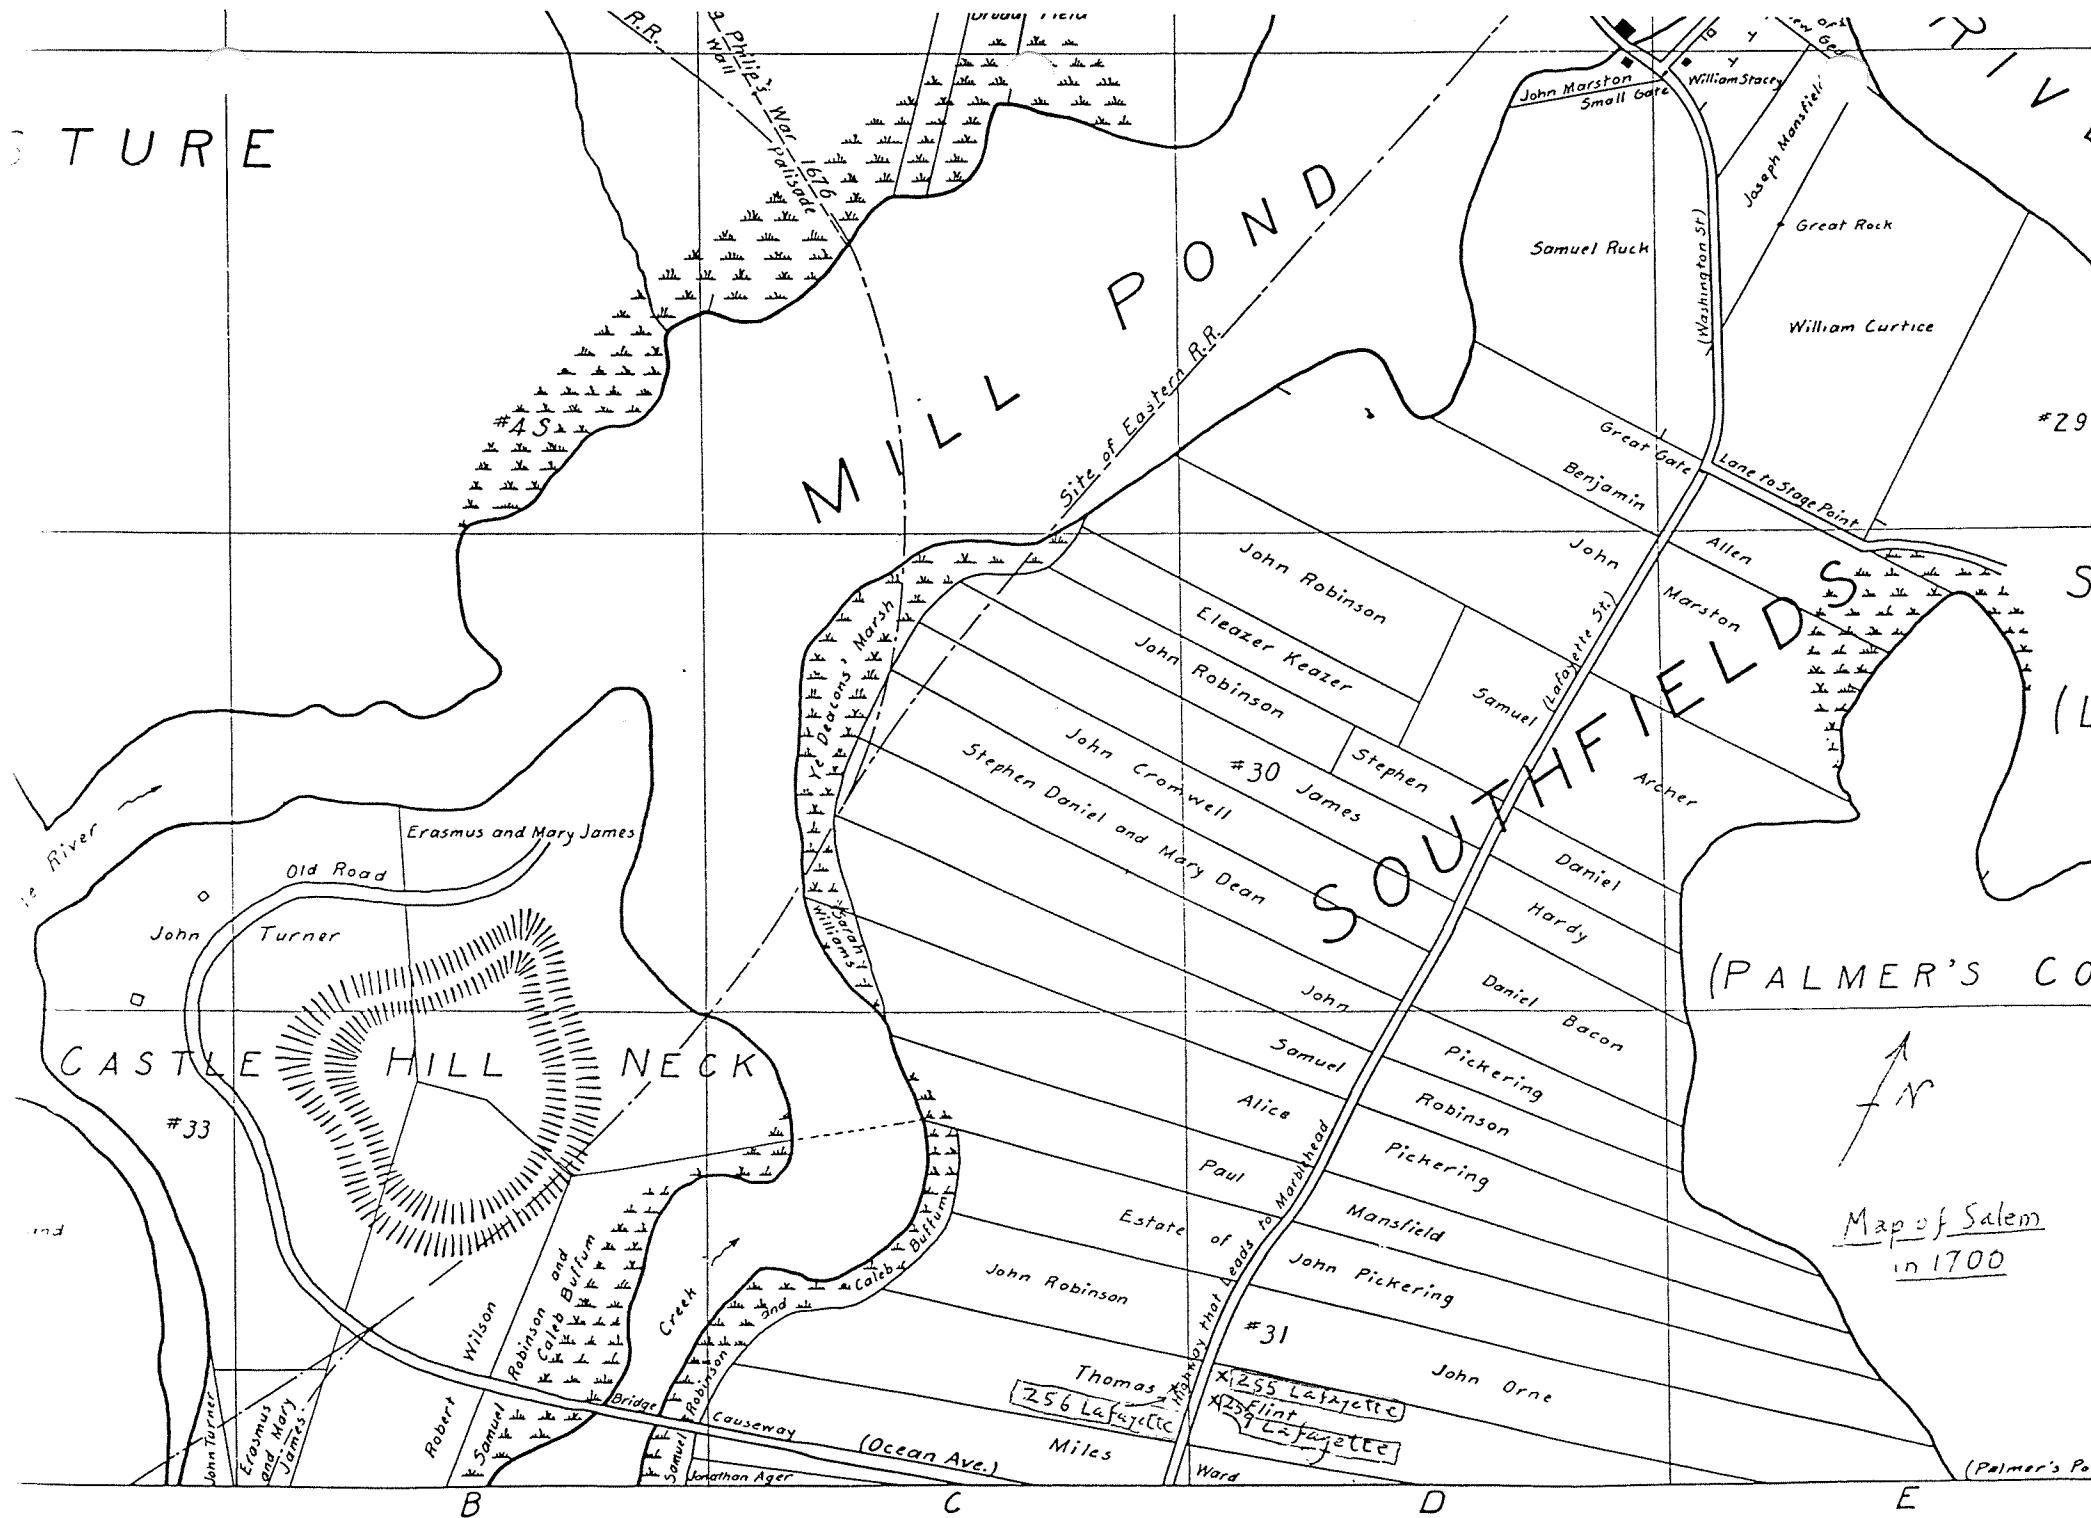 R.R.
Philip's War 1676
Wall
Palisade
Broad Field
John Marston
Small Gate
William Stacey
Joseph Mansfield
TURE
MILL POND
Samuel Ruck
(Washington St)
Great Rock
William Curtice
#29
#45
Site of Eastern R.R.
Great Gate
Lane to Stage Point
Benjamin
Allen
John
Marston
John Robinson
Eleazer Keazer
John Robinson
Samuel
(Lafayette St.)
Archer
SOUTHFIELDS
Ye Deacons' Marsh
John Cromwell
#30
James
Stephen
Stephen Daniel and Mary Dean
Daniel
Hardy
River
Erasmus and Mary James
Old Road
John Turner
Sarah
Williams
Daniel
Bacon
(PALMER'S CO
John
Pickering
Samuel
Robinson
CASTLE HILL NECK
#33
Alice
Pickering
Paul
Mansfield
N
Map of Salem
in 1700
Estate of
John Pickering
John Robinson
Highway that Leads to Marblehead
#31
Creek
Samuel Robinson and Caleb Buffum
Robert Wilson
Samuel Robinson and
Caleb Buffum
John Turner
Erasmus
and Mary
James
Bridge
Causeway
(Ocean Ave.)
Jonathan Ager
Thomas
256 Lafayette
X 255 Lafayette
Flint
X 259 Lafayette
John Orne
Miles
Ward
(Palmer's Po
B C D E